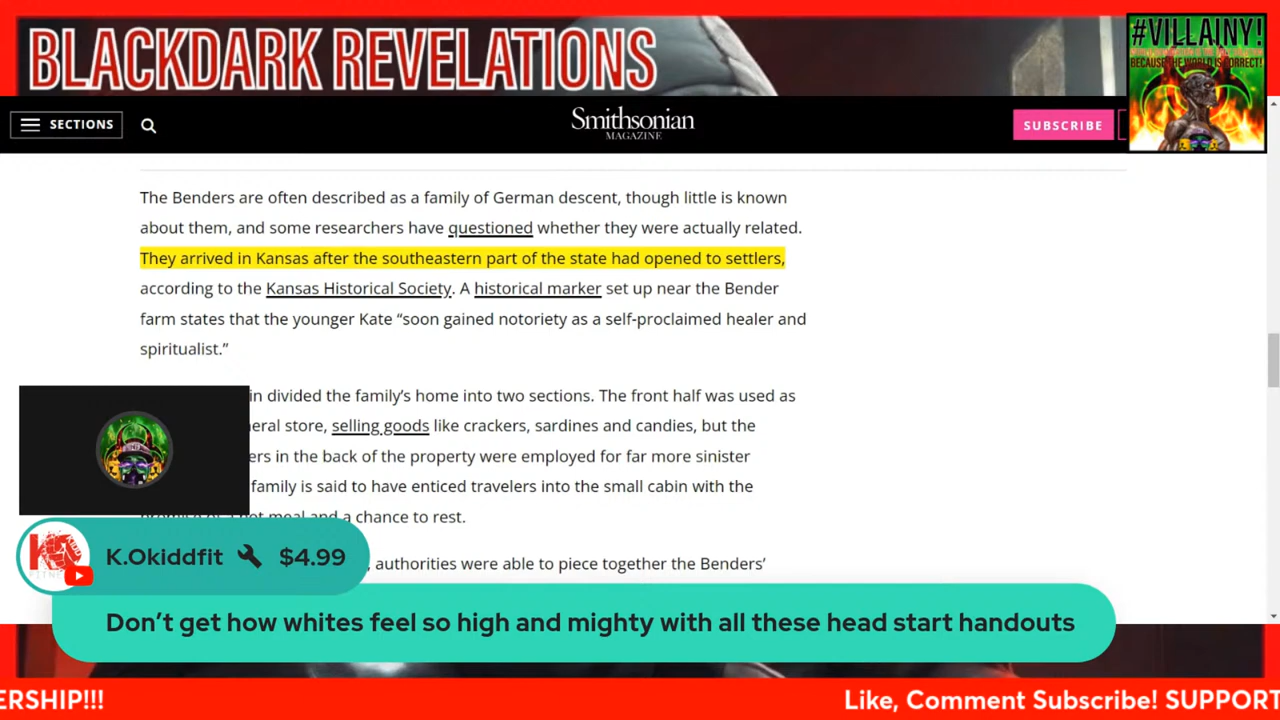 BLACKDARK REVELATIONS
#VILLAINY!
BECAUSE THE WORLD IS CORRECT!
SECTIONS
Smithsonian
MAGAZINE
SUBSCRIBE
The Benders are often described as a family of German descent, though little is known
about them, and some researchers have questioned whether they were actually related.
They arrived in Kansas after the southeastern part of the state had opened to settlers,
according to the Kansas Historical Society. A historical marker set up near the Bender
farm states that the younger Kate “soon gained notoriety as a self-proclaimed healer and
spiritualist.”
in divided the family’s home into two sections. The front half was used as
eral store, selling goods like crackers, sardines and candies, but the
ers in the back of the property were employed for far more sinister
family is said to have enticed travelers into the small cabin with the
hot meal and a chance to rest.
, authorities were able to piece together the Benders’
K.Okiddfit $4.99
Don’t get how whites feel so high and mighty with all these head start handouts
ERSHIP!!! Like, Comment Subscribe! SUPPORT